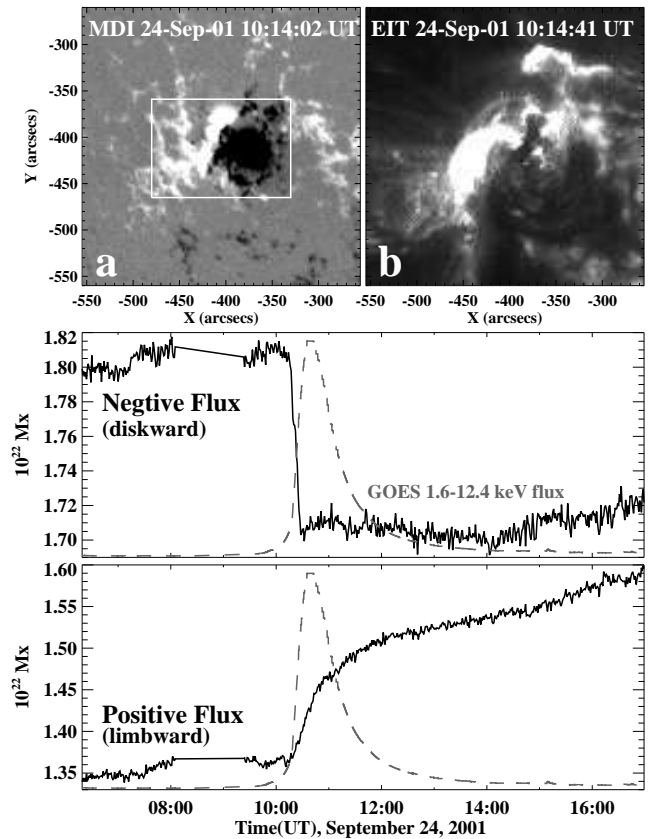 MDI 24-Sep-01 10:14:02 UT
EIT 24-Sep-01 10:14:41 UT
-300
-350
-400
-450
-500
-550
Y (arcsecs)
a
b
-550 -500 -450 -400 -350 -300
-550 -500 -450 -400 -350 -300
X (arcsecs)
X (arcsecs)
1.82
1.80
1.78
1.76
1.74
1.72
1.70
10^22 Mx
Negtive Flux
(diskward)
GOES 1.6-12.4 keV flux
1.60
1.55
1.50
1.45
1.40
1.35
10^22 Mx
Positive Flux
(limbward)
08:00 10:00 12:00 14:00 16:00
Time(UT), September 24, 2001